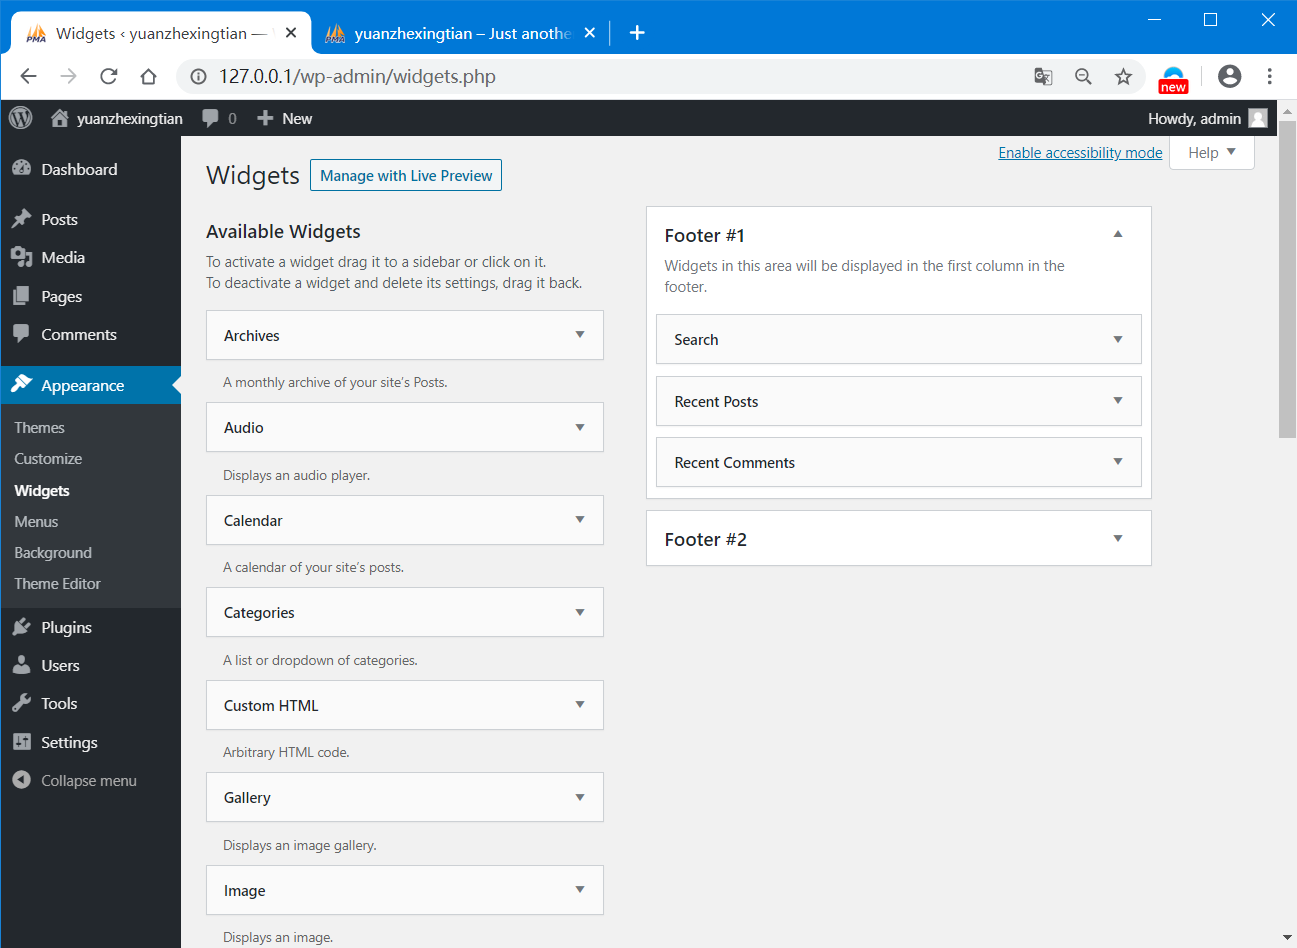 Widgets ‹ yuanzhexingtian —
yuanzhexingtian – Just anothe
127.0.0.1/wp-admin/widgets.php
new
yuanzhexingtian
0
New
Howdy, admin
Dashboard
Posts
Media
Pages
Comments
Appearance
Themes
Customize
Widgets
Menus
Background
Theme Editor
Plugins
Users
Tools
Settings
Collapse menu
Enable accessibility mode
Help
Widgets
Manage with Live Preview
Available Widgets
To activate a widget drag it to a sidebar or click on it.
To deactivate a widget and delete its settings, drag it back.
Archives
A monthly archive of your site’s Posts.
Audio
Displays an audio player.
Calendar
A calendar of your site’s posts.
Categories
A list or dropdown of categories.
Custom HTML
Arbitrary HTML code.
Gallery
Displays an image gallery.
Image
Displays an image.
Footer #1
Widgets in this area will be displayed in the first column in the
footer.
Search
Recent Posts
Recent Comments
Footer #2